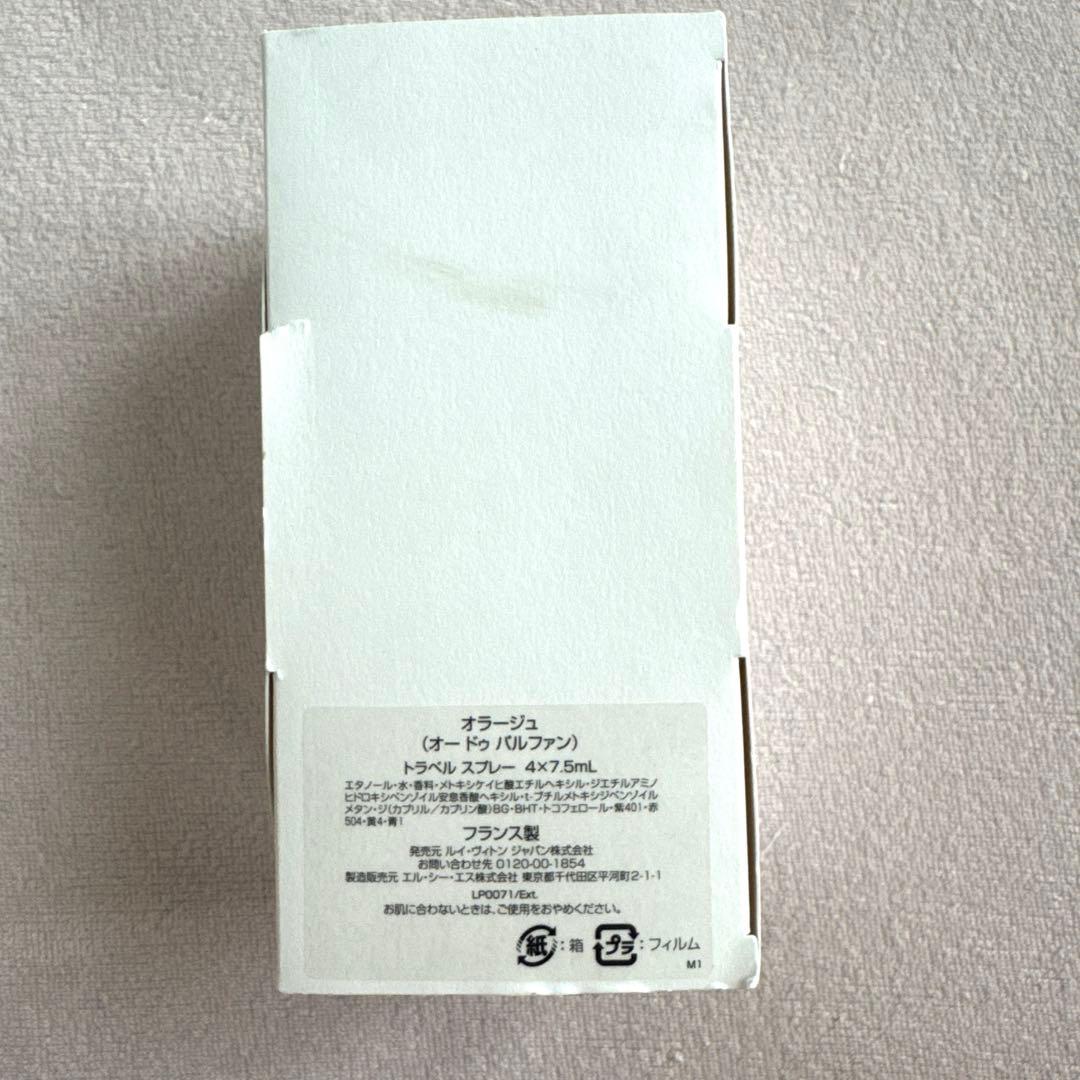 オラージュ
（オー ドゥ パルファン）
トラベル スプレー 4×7.5mL
エタノール・水・香料・メトキシケイヒ酸エチルヘキシル・ジエチルアミノ
ヒドロキシベンゾイル安息香酸ヘキシル・t-ブチルメトキシジベンゾイル
メタン・ジ（カプリル／カプリン酸）BG・BHT・トコフェロール・紫401・赤
504・黄4・青1
フランス製
発売元 ルイ・ヴィトン ジャパン株式会社
お問い合わせ先 0120-00-1854
製造販売元 エル・シー・エス株式会社 東京都千代田区平河町2-1-1
LP0071/Ext.
お肌に合わないときは、ご使用をおやめください。
紙：箱 プラ：フィルム
M1